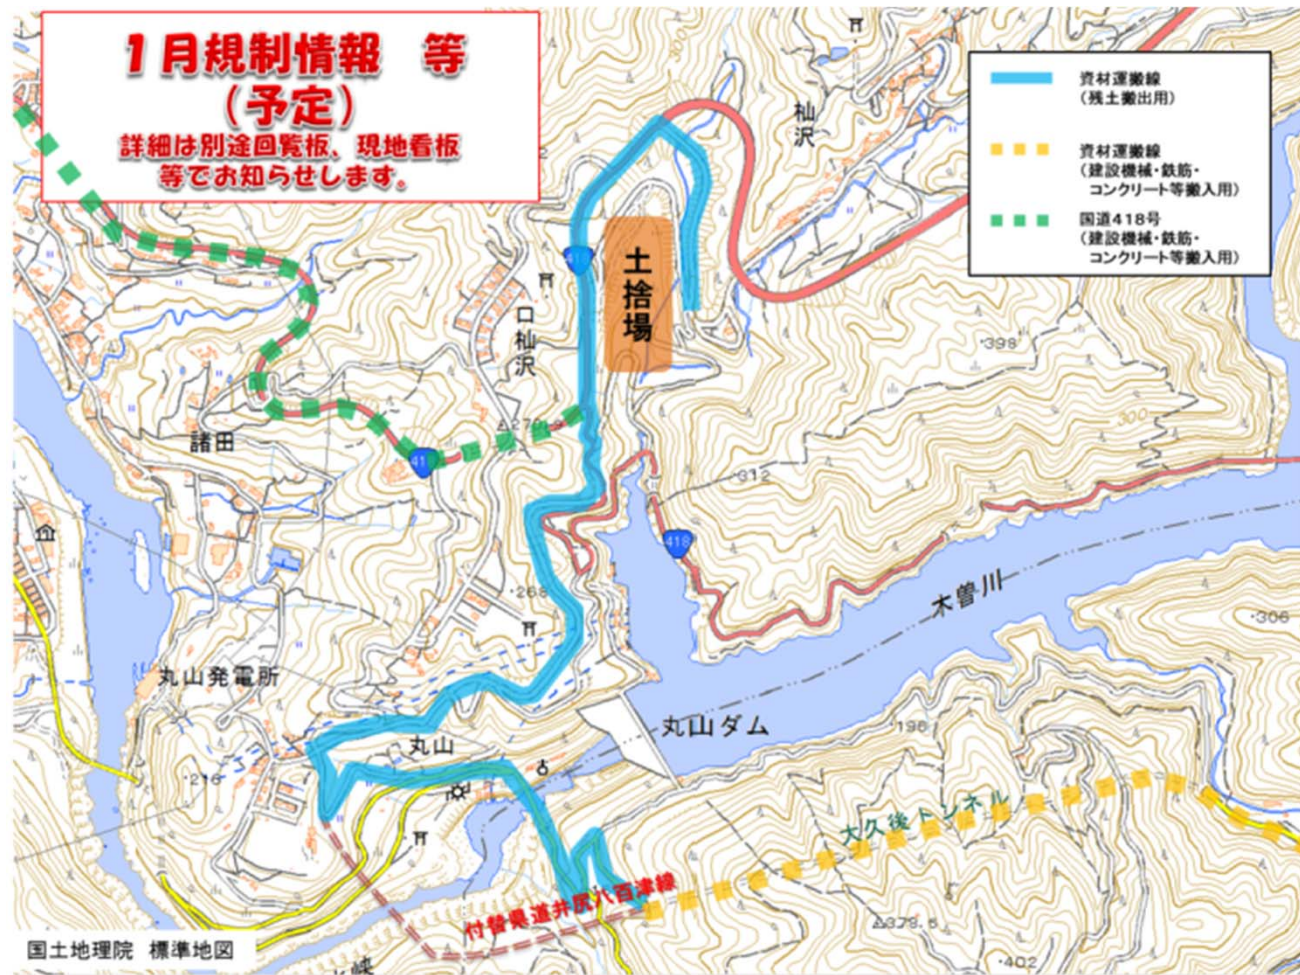 1月規制情報 等
(予定)
詳細は別途回覧板、現地看板
等でお知らせします。
資材運搬線
(残土搬出用)
資材運搬線
(建設機械・鉄筋・
コンクリート等搬入用)
国道418号
(建設機械・鉄筋・
コンクリート等搬入用)
杣沢
土捨場
口杣沢
398
300
312
諸田
418
268
木曽川
306
丸山発電所
丸山ダム
丸山
196
216
大久後トンネル
付替県道井尻八百津線
379.5
402
国土地理院 標準地図